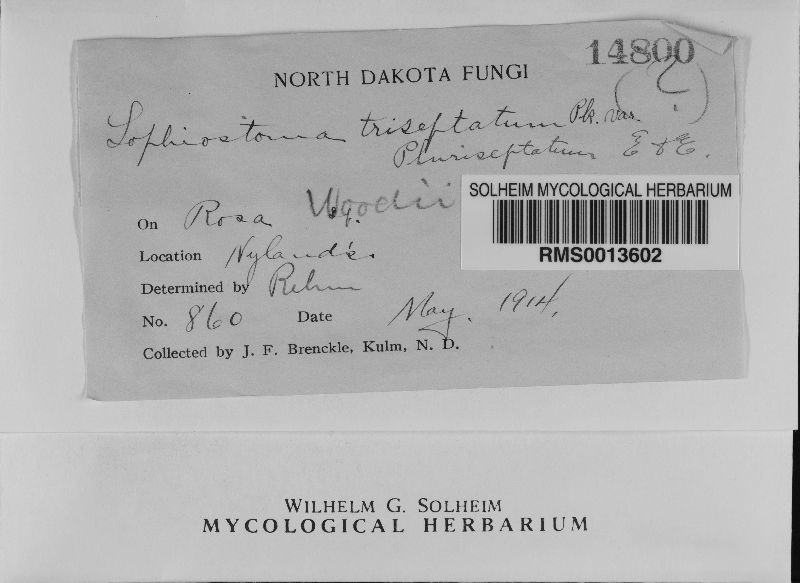 14800
NORTH DAKOTA FUNGI
(?)
Lophiostoma triseptatum Pk. var.
Pluriseptatum E & E.
SOLHEIM MYCOLOGICAL HERBARIUM
RMS0013602
On Rosa Woodii
Location Nyland's.
Determined by Rehm
No. 860 Date May. 1914.
Collected by J. F. Brenckle, Kulm, N. D.
WILHELM G. SOLHEIM
MYCOLOGICAL HERBARIUM